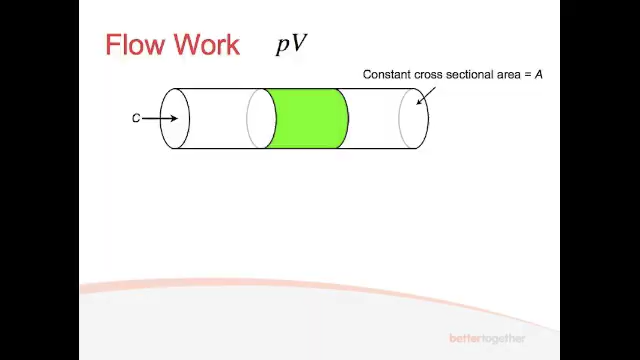 Flow Work pV
Constant cross sectional area = A
C
bettertogether